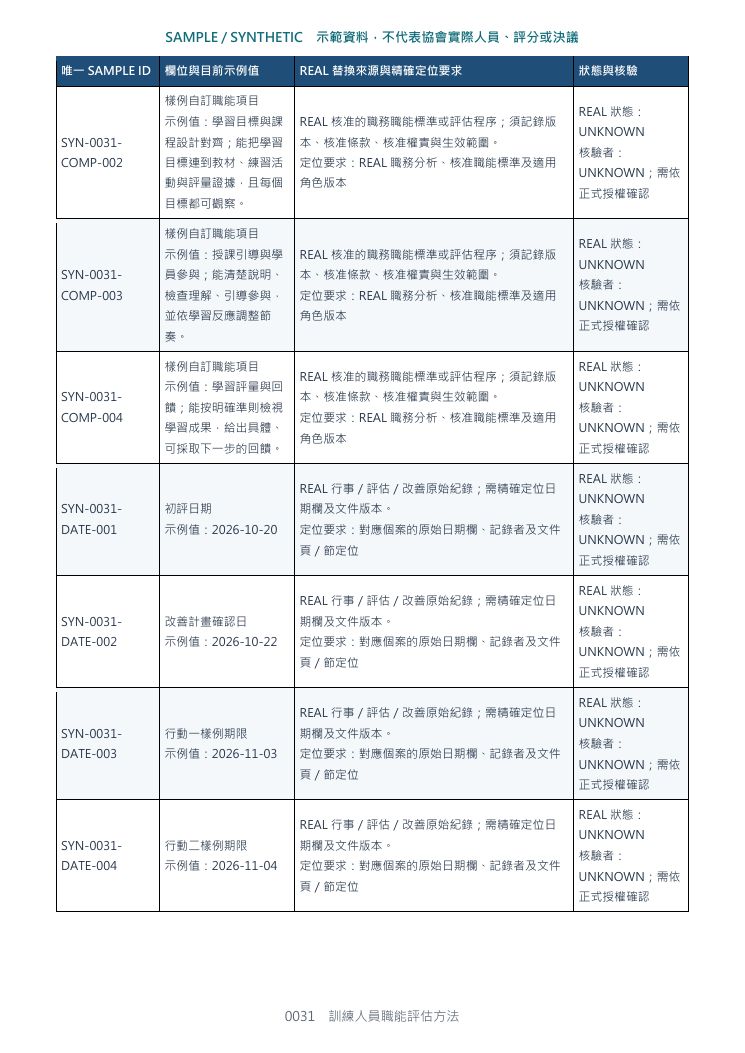 SAMPLE / SYNTHETIC　示範資料，不代表協會實際人員、評分或決議
唯一 SAMPLE ID
欄位與目前示例值
REAL 替換來源與精確定位要求
狀態與核驗
SYN-0031-
COMP-002
樣例自訂職能項目
示例值：學習目標與課
程設計對齊；能把學習
目標連到教材、練習活
動與評量證據，且每個
目標都可觀察。
REAL 核准的職務職能標準或評估程序；須記錄版
本、核准條款、核准權責與生效範圍。
定位要求：REAL 職務分析、核准職能標準及適用
角色版本
REAL 狀態：
UNKNOWN
核驗者：
UNKNOWN；需依
正式授權確認
SYN-0031-
COMP-003
樣例自訂職能項目
示例值：授課引導與學
員參與；能清楚說明、
檢查理解、引導參與，
並依學習反應調整節
奏。
REAL 核准的職務職能標準或評估程序；須記錄版
本、核准條款、核准權責與生效範圍。
定位要求：REAL 職務分析、核准職能標準及適用
角色版本
REAL 狀態：
UNKNOWN
核驗者：
UNKNOWN；需依
正式授權確認
SYN-0031-
COMP-004
樣例自訂職能項目
示例值：學習評量與回
饋；能按明確準則檢視
學習成果，給出具體、
可採取下一步的回饋。
REAL 核准的職務職能標準或評估程序；須記錄版
本、核准條款、核准權責與生效範圍。
定位要求：REAL 職務分析、核准職能標準及適用
角色版本
REAL 狀態：
UNKNOWN
核驗者：
UNKNOWN；需依
正式授權確認
SYN-0031-
DATE-001
初評日期
示例值：2026-10-20
REAL 行事 / 評估 / 改善原始紀錄；需精確定位日
期欄及文件版本。
定位要求：對應個案的原始日期欄、記錄者及文件
頁 / 節定位
REAL 狀態：
UNKNOWN
核驗者：
UNKNOWN；需依
正式授權確認
SYN-0031-
DATE-002
改善計畫確認日
示例值：2026-10-22
REAL 行事 / 評估 / 改善原始紀錄；需精確定位日
期欄及文件版本。
定位要求：對應個案的原始日期欄、記錄者及文件
頁 / 節定位
REAL 狀態：
UNKNOWN
核驗者：
UNKNOWN；需依
正式授權確認
SYN-0031-
DATE-003
行動一樣例期限
示例值：2026-11-03
REAL 行事 / 評估 / 改善原始紀錄；需精確定位日
期欄及文件版本。
定位要求：對應個案的原始日期欄、記錄者及文件
頁 / 節定位
REAL 狀態：
UNKNOWN
核驗者：
UNKNOWN；需依
正式授權確認
SYN-0031-
DATE-004
行動二樣例期限
示例值：2026-11-04
REAL 行事 / 評估 / 改善原始紀錄；需精確定位日
期欄及文件版本。
定位要求：對應個案的原始日期欄、記錄者及文件
頁 / 節定位
REAL 狀態：
UNKNOWN
核驗者：
UNKNOWN；需依
正式授權確認
0031　訓練人員職能評估方法